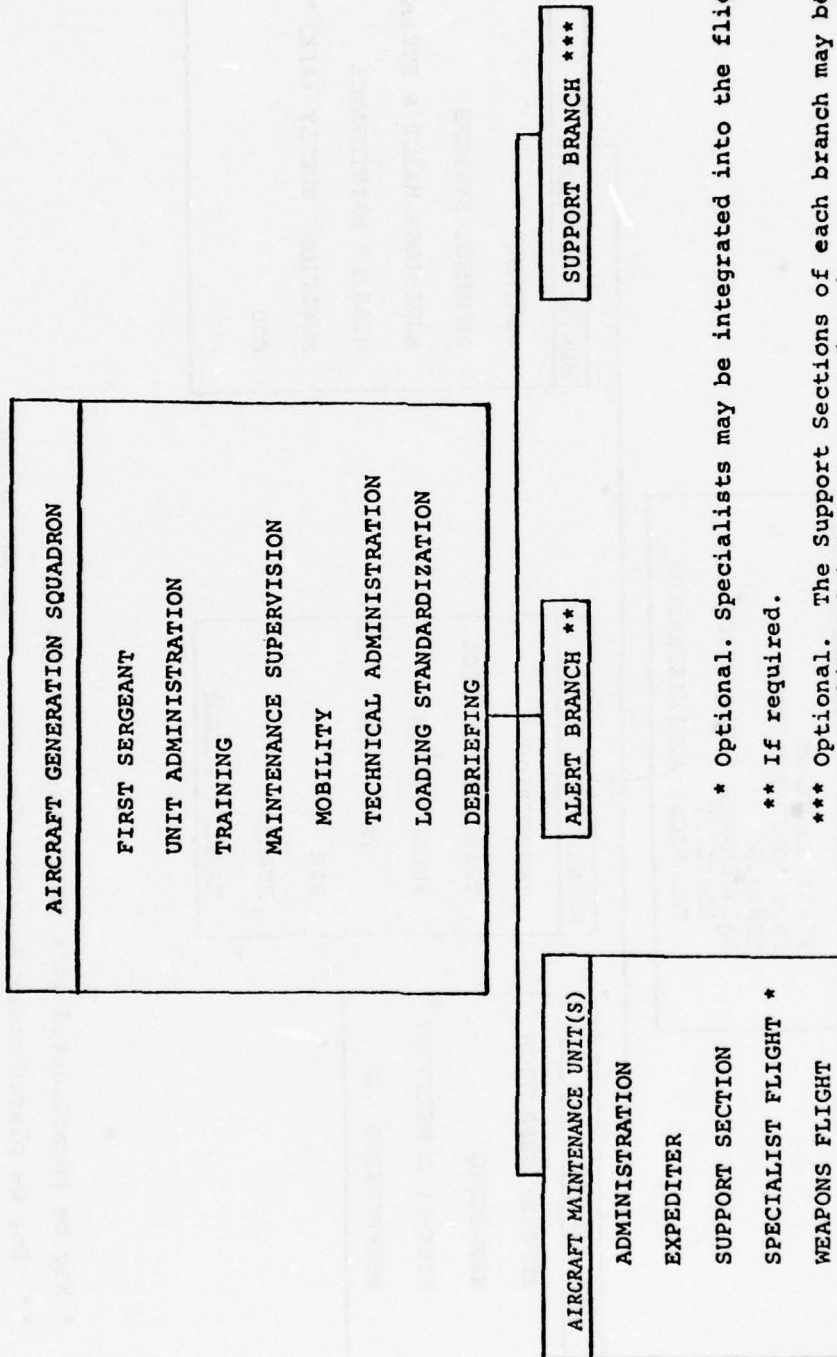 AIRCRAFT GENERATION SQUADRON
FIRST SERGEANT
UNIT ADMINISTRATION
TRAINING
MAINTENANCE SUPERVISION
MOBILITY
TECHNICAL ADMINISTRATION
LOADING STANDARDIZATION
DEBRIEFING
AIRCRAFT MAINTENANCE UNIT(S)
ADMINISTRATION
EXPEDITER
SUPPORT SECTION
SPECIALIST FLIGHT *
WEAPONS FLIGHT
ALERT BRANCH **
SUPPORT BRANCH ***
* Optional. Specialists may be integrated into the
** If required.
*** Optional. The Support Sections of each branch may